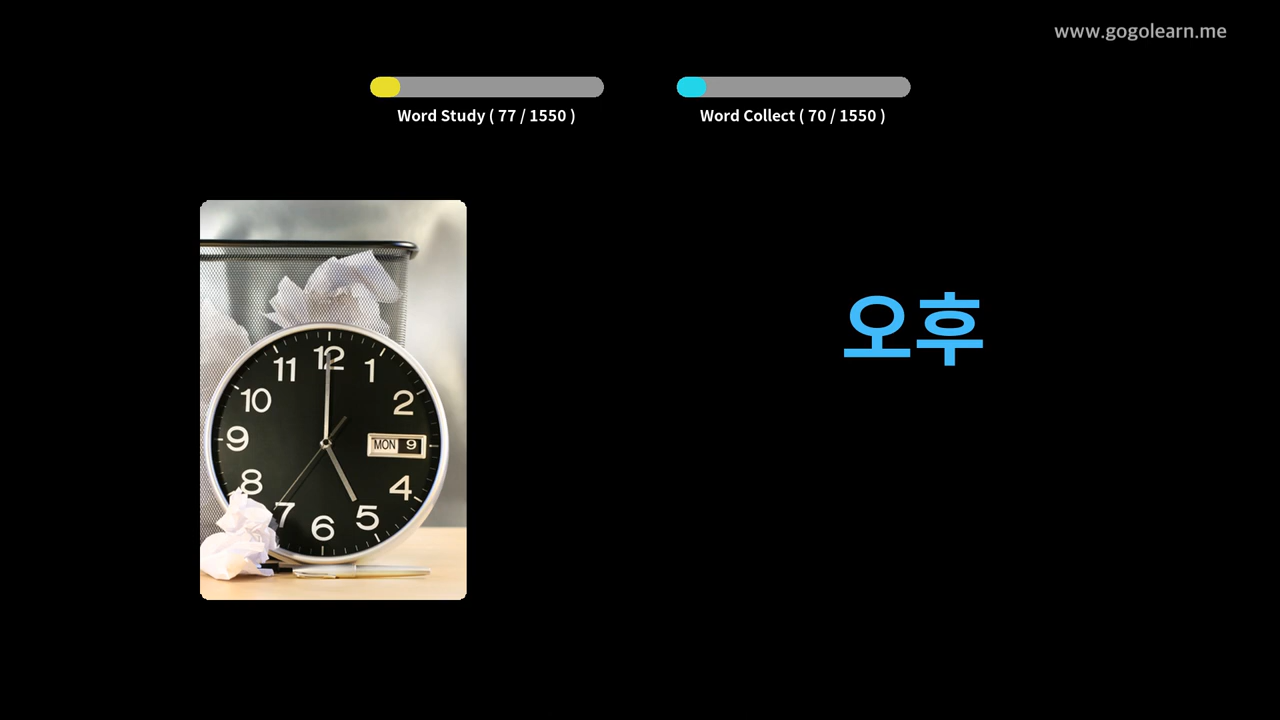 www.gogolearn.me
Word Study ( 77 / 1550 )
Word Collect ( 70 / 1550 )
오후
12
1
2
MON 9
4
5
6
7
8
9
10
11